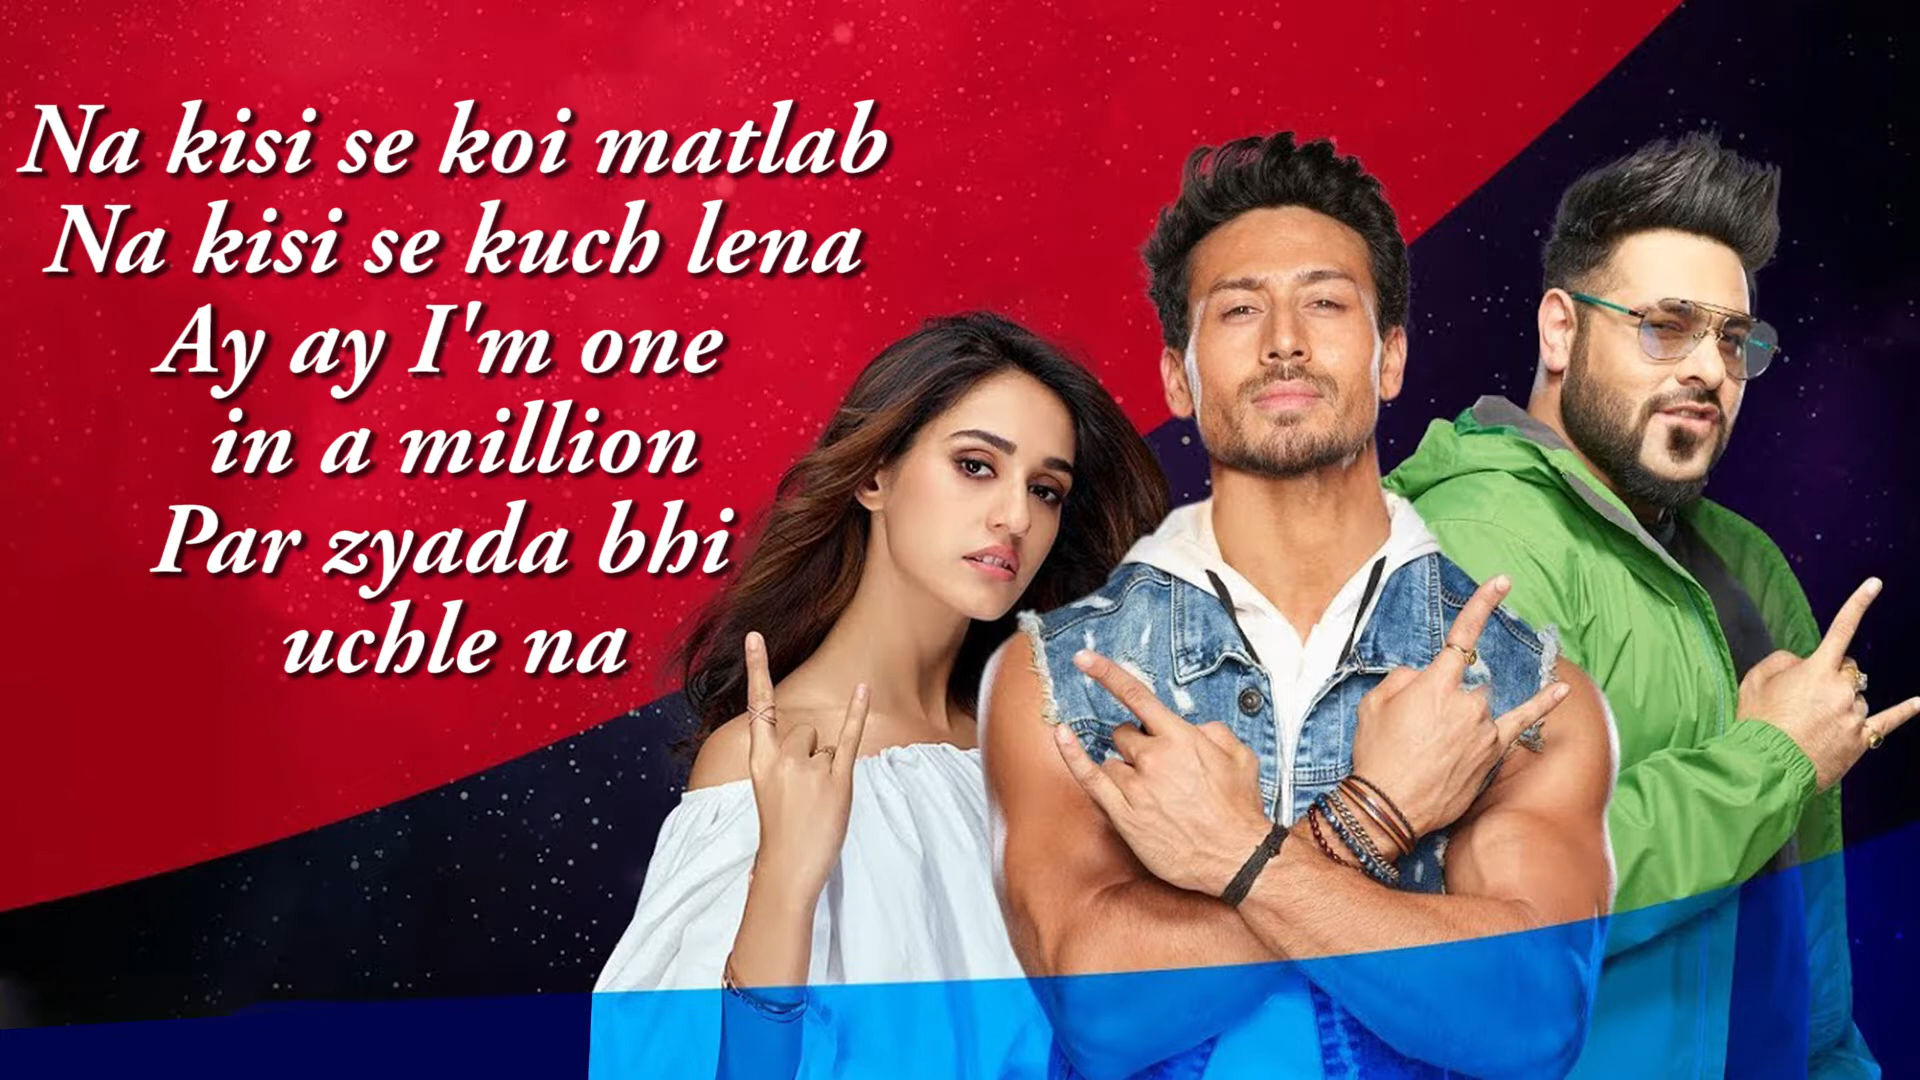 Na kisi se koi matlab
Na kisi se kuch lena
Ay ay I'm one
in a million
Par zyada bhi
uchle na